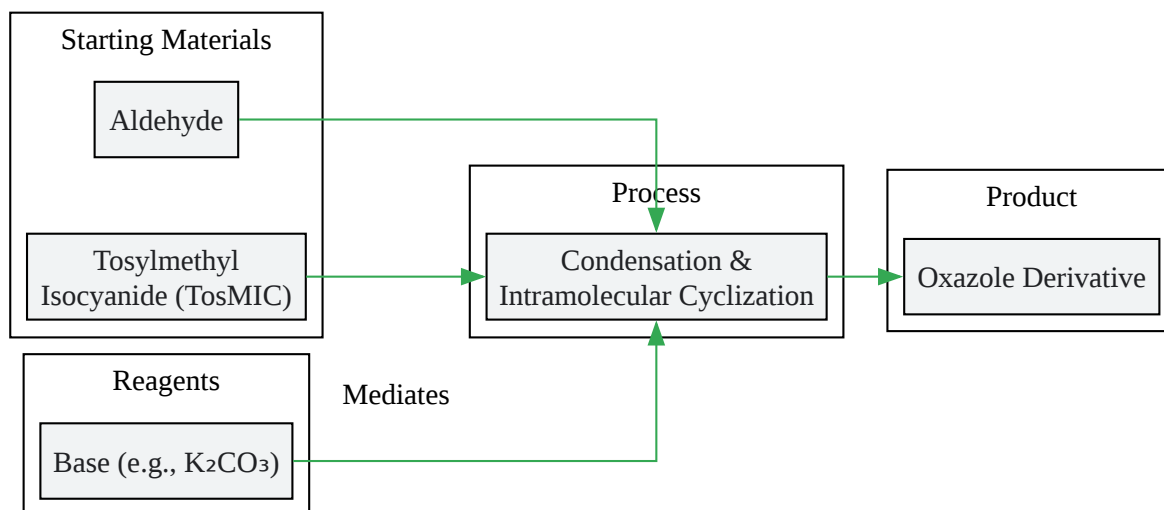 Starting Materials
Aldehyde
Tosylmethyl
Isocyanide (TosMIC)
Reagents
Base (e.g., K₂CO₃)
Mediates
Process
Condensation &
Intramolecular Cyclization
Product
Oxazole Derivative